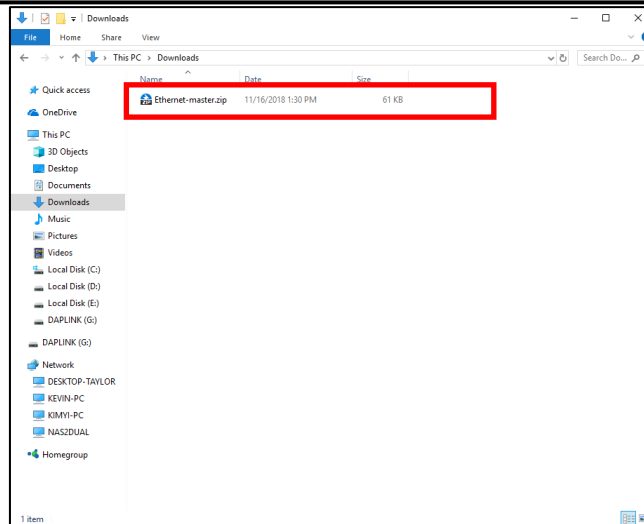 Downloads
File Home Share View
This PC > Downloads
Search Do...
Name Date Size
Ethernet-master.zip 11/16/2018 1:30 PM 61 KB
Quick access
OneDrive
This PC
3D Objects
Desktop
Documents
Downloads
Music
Pictures
Videos
Local Disk (C:)
Local Disk (D:)
Local Disk (E:)
DAPLINK (G:)
DAPLINK (G:)
Network
DESKTOP-TAYLOR
KEVIN-PC
KIMYI-PC
NAS2DUAL
Homegroup
1 item